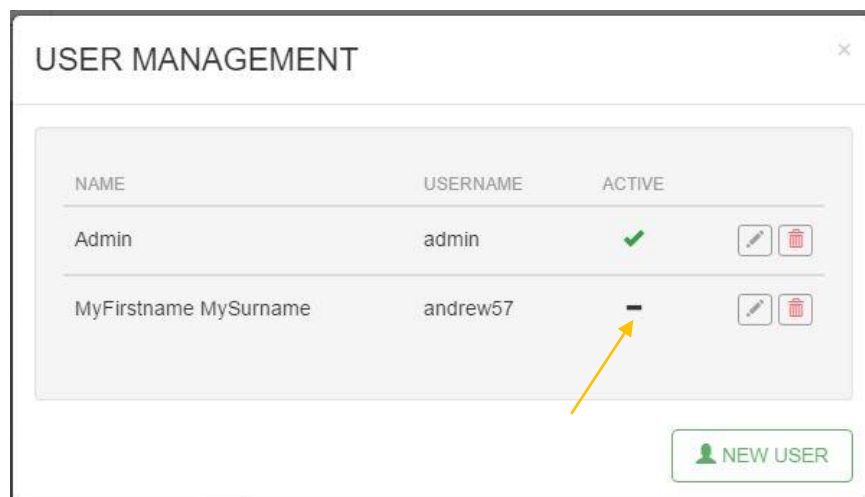 USER MANAGEMENT
NAME USERNAME ACTIVE
Admin admin
MyFirstname MySurname andrew57
NEW USER